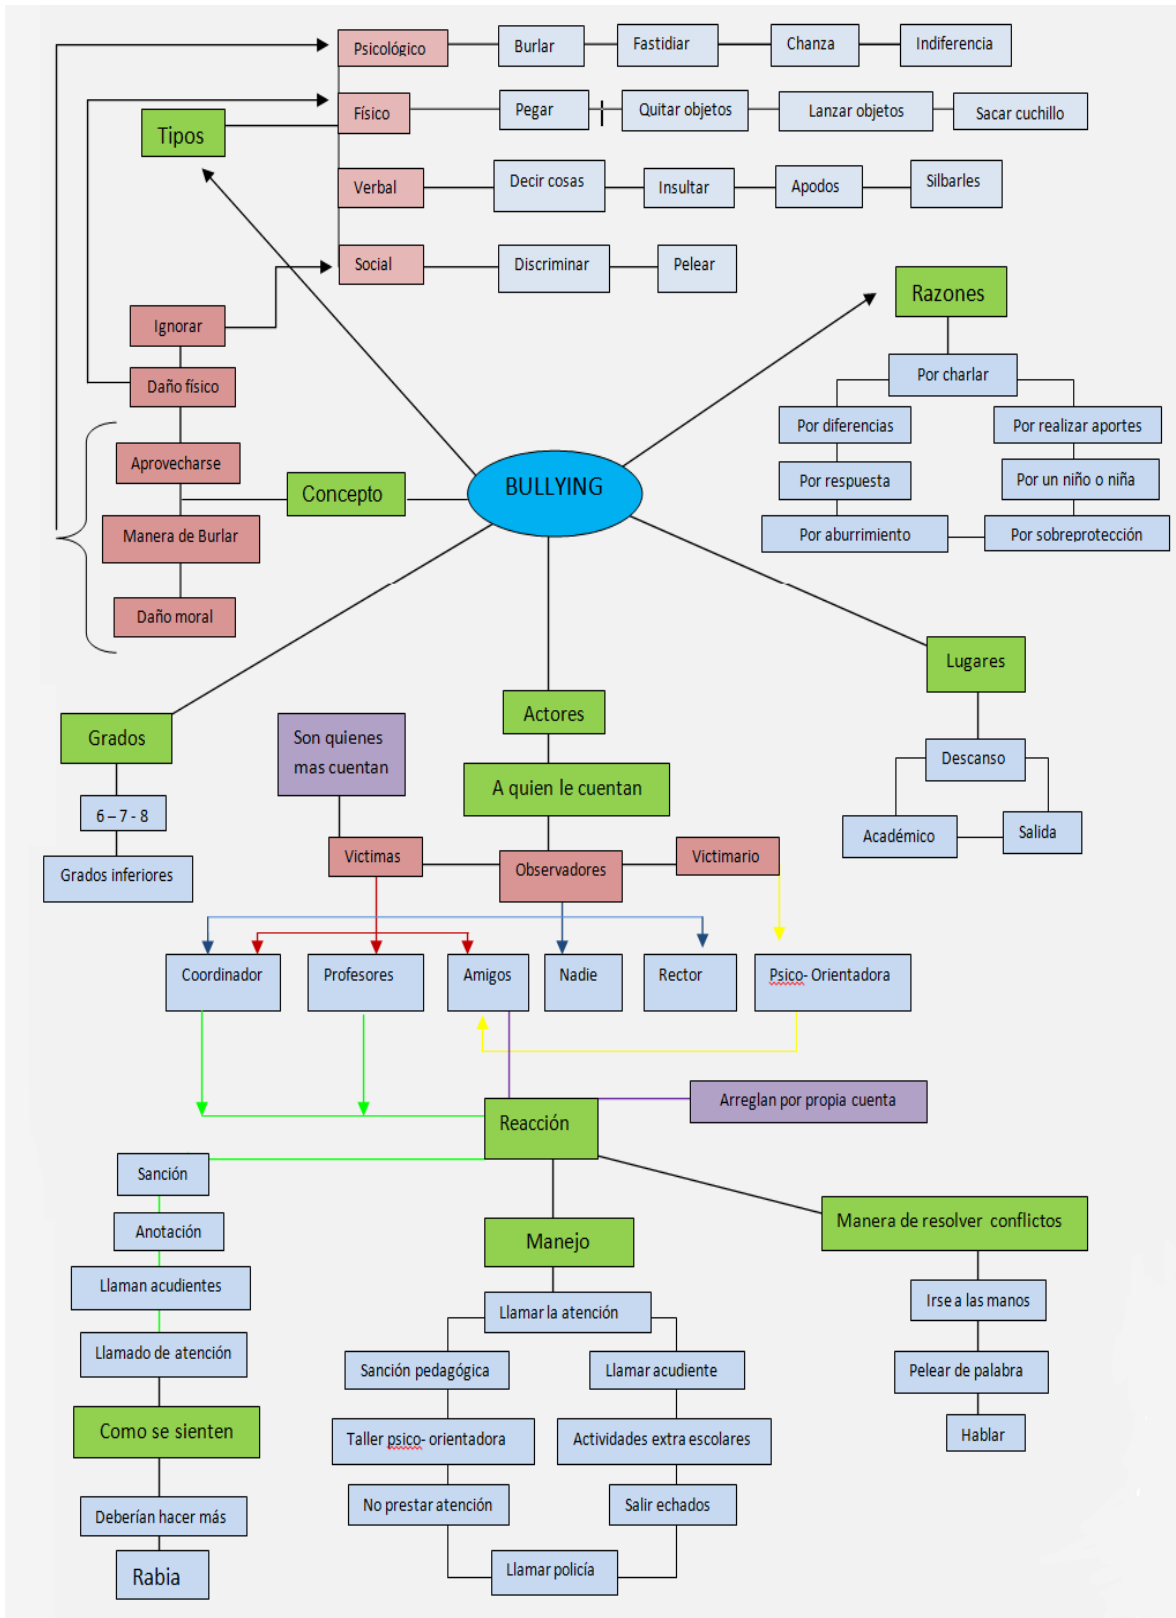 Psicológico
Burlar
Fastidiar
Chanza
Indiferencia
Tipos
Físico
Pegar
Quitar objetos
Lanzar objetos
Sacar cuchillo
Verbal
Decir cosas
Insultar
Apodos
Silbarles
Social
Discriminar
Pelear
Razones
Por charlar
Por diferencias
Por realizar aportes
Por respuesta
Por un niño o niña
Por aburrimiento
Por sobreprotección
Ignorar
Daño físico
Aprovecharse
Concepto
Manera de Burlar
Daño moral
BULLYING
Lugares
Descanso
Académico
Salida
Grados
6 – 7 - 8
Grados inferiores
Actores
A quien le cuentan
Son quienes
mas cuentan
Victimas
Observadores
Victimario
Coordinador
Profesores
Amigos
Nadie
Rector
Psico- Orientadora
Reacción
Arreglan por propia cuenta
Sanción
Anotación
Llaman acudientes
Llamado de atención
Como se sienten
Deberían hacer más
Rabia
Manejo
Llamar la atención
Sanción pedagógica
Llamar acudiente
Taller psico- orientadora
Actividades extra escolares
No prestar atención
Salir echados
Llamar policía
Manera de resolver conflictos
Irse a las manos
Pelear de palabra
Hablar